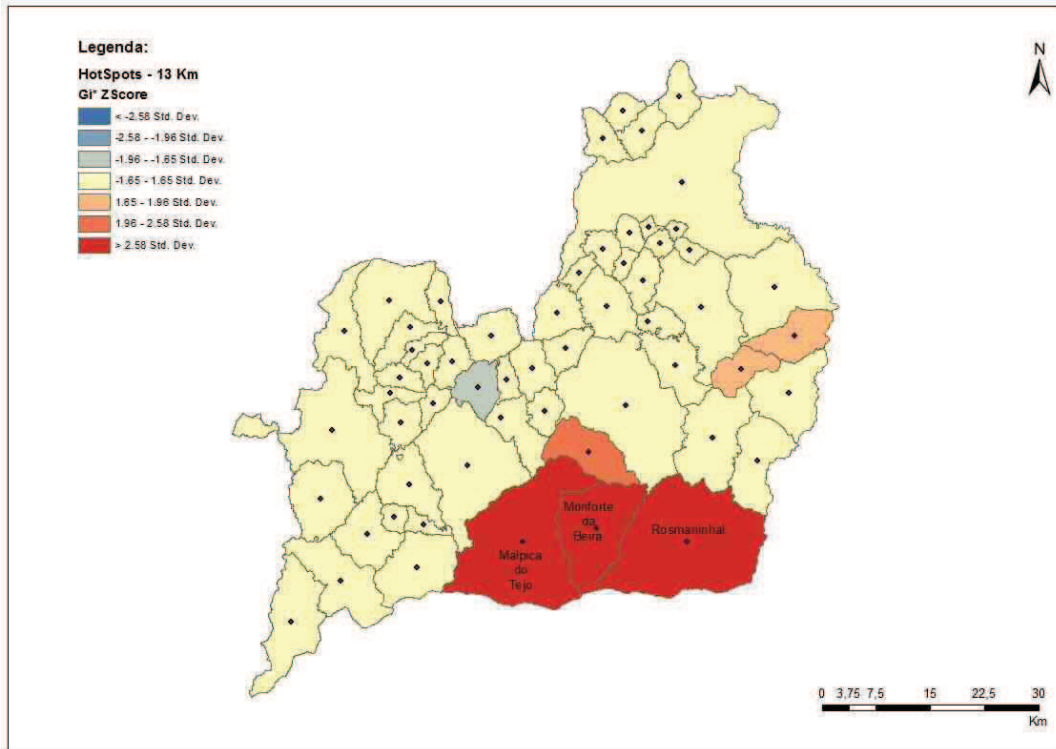 Legenda:
HotSpots - 13 Km
Gi* ZScore
< -2.58 Std. Dev.
-2.58 - -1.96 Std. Dev.
-1.96 - -1.65 Std. Dev.
-1.65 - 1.65 Std. Dev.
1.65 - 1.96 Std. Dev.
1.96 - 2.58 Std. Dev.
> 2.58 Std. Dev.
N
Monforte
da
Beira
Rosmaninhal
Malpica
do
Tejo
0 3,75 7,5 15 22,5 30
Km